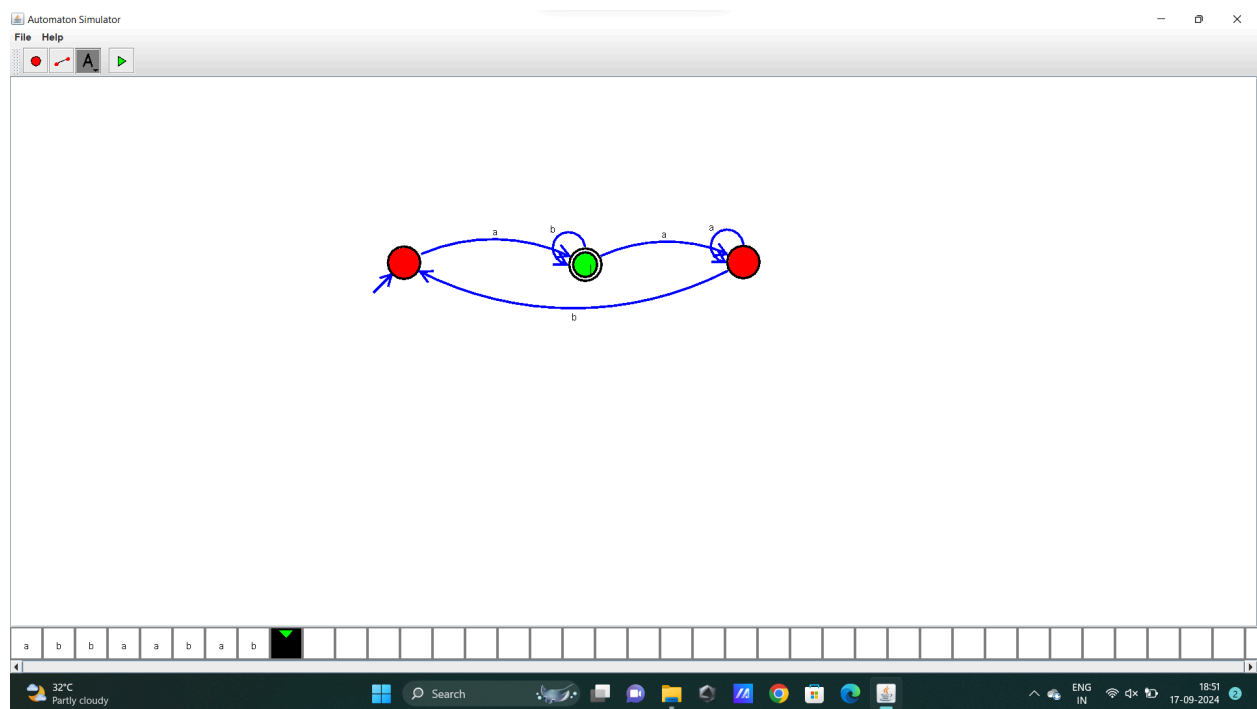 Automaton Simulator
File Help
A
a
b
a
a
b
a b b a a b a b
32°C
Partly cloudy
Search
ENG
IN
18:51
17-09-2024
2